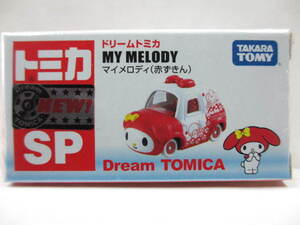 トミカ
NEW!
SP
ドリームトミカ
MY MELODY
マイメロディ(赤ずきん)
TAKARA
TOMY
Dream TOMICA